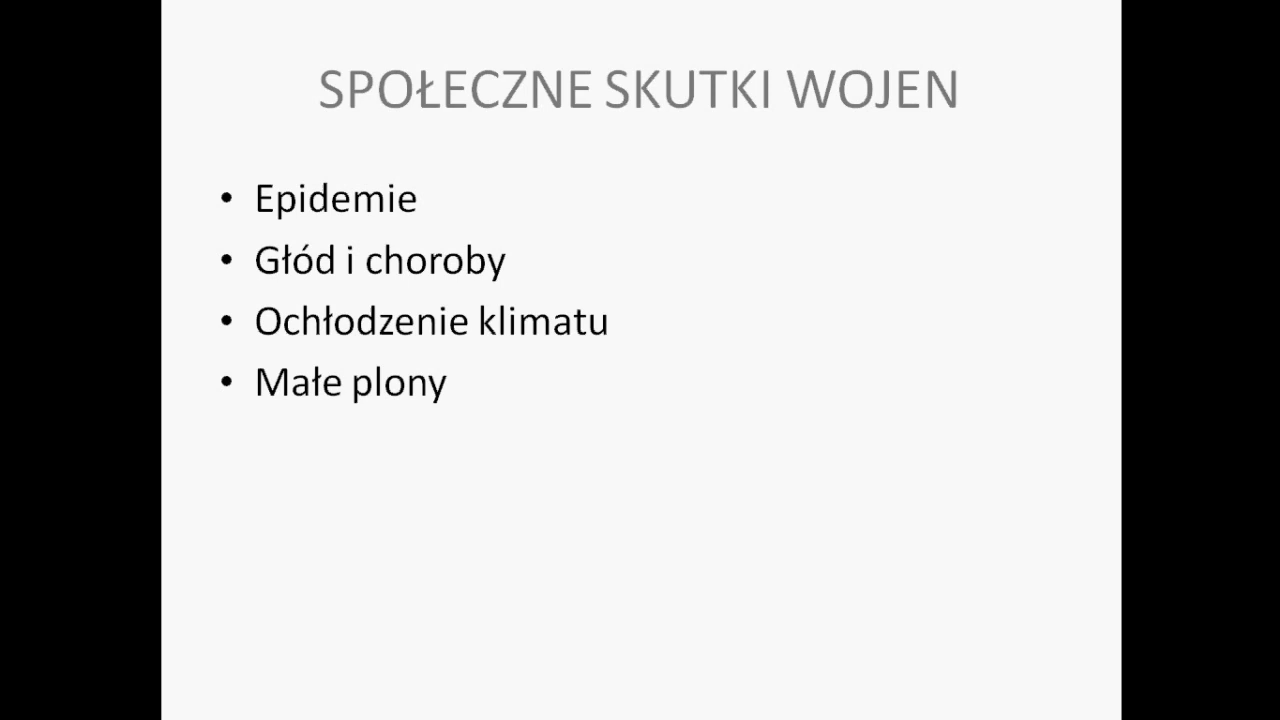 SPOŁECZNE SKUTKI WOJEN
• Epidemie
• Głód i choroby
• Ochłodzenie klimatu
• Małe plony